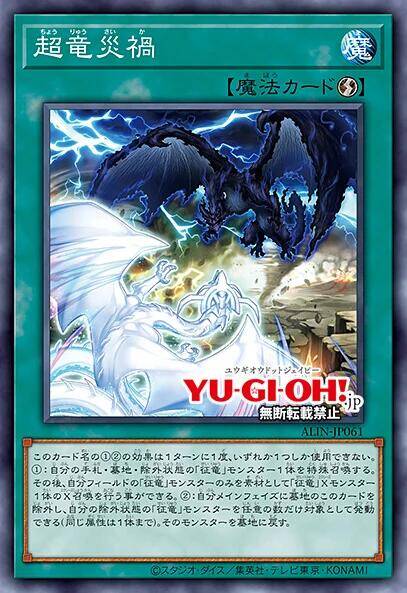 ちょう りゅう さい か
超竜災禍
魔
【魔法カード】
ユウギオウドットジェイピー
YU-GI-OH!.jp
無断転載禁止
ALIN-JP061
このカード名の①②の効果は1ターンに1度、いずれか1つしか使用できない。
①:自分の手札・墓地・除外状態の「征竜」モンスター1体を特殊召喚する。
その後、自分フィールドの「征竜」モンスターのみを素材として「征竜」Xモンスター
1体のX召喚を行う事ができる。②:自分メインフェイズに墓地のこのカードを
除外し、自分の除外状態の「征竜」モンスターを任意の数だけ対象として発動
できる(同じ属性は1体まで)。そのモンスターを墓地に戻す。
©スタジオ・ダイス/集英社・テレビ東京・KONAMI